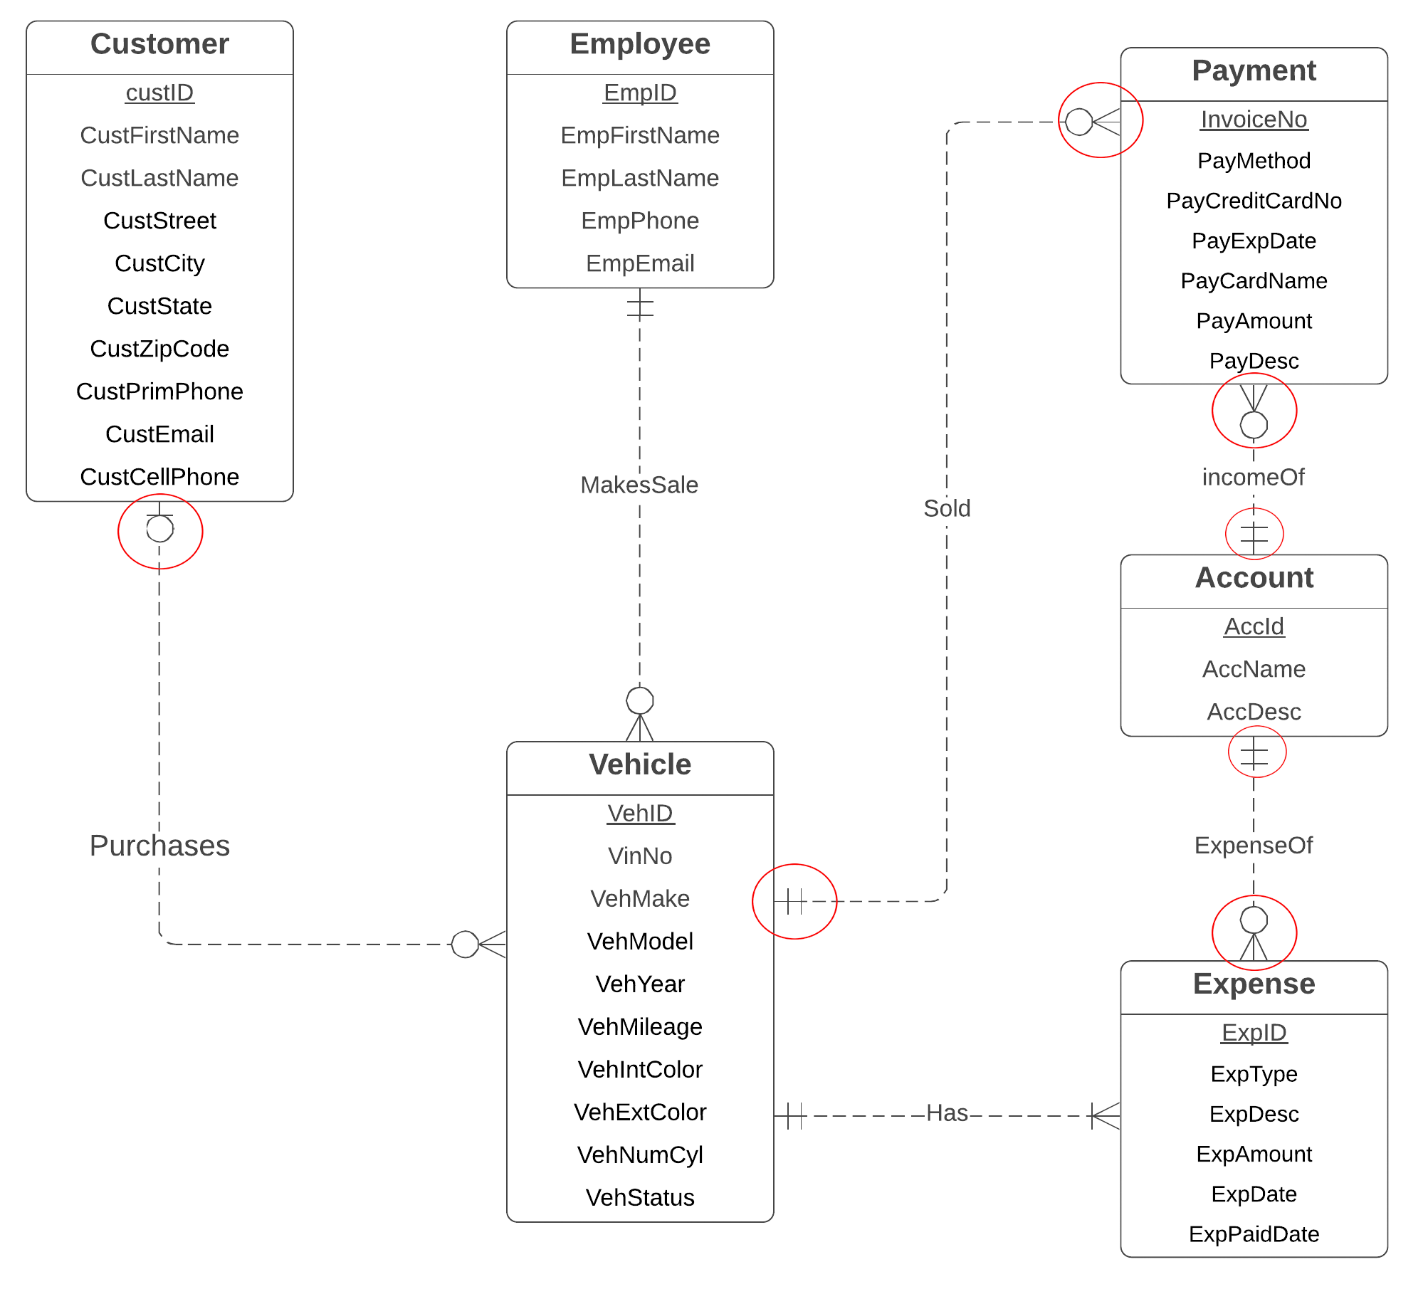 Customer
custID
CustFirstName
CustLastName
CustStreet
CustCity
CustState
CustZipCode
CustPrimPhone
CustEmail
CustCellPhone
Employee
EmpID
EmpFirstName
EmpLastName
EmpPhone
EmpEmail
Payment
InvoiceNo
PayMethod
PayCreditCardNo
PayExpDate
PayCardName
PayAmount
PayDesc
MakesSale
Sold
incomeOf
Account
AccId
AccName
AccDesc
Purchases
ExpenseOf
Vehicle
VehID
VinNo
VehMake
VehModel
VehYear
VehMileage
VehIntColor
VehExtColor
VehNumCyl
VehStatus
Has
Expense
ExpID
ExpType
ExpDesc
ExpAmount
ExpDate
ExpPaidDate